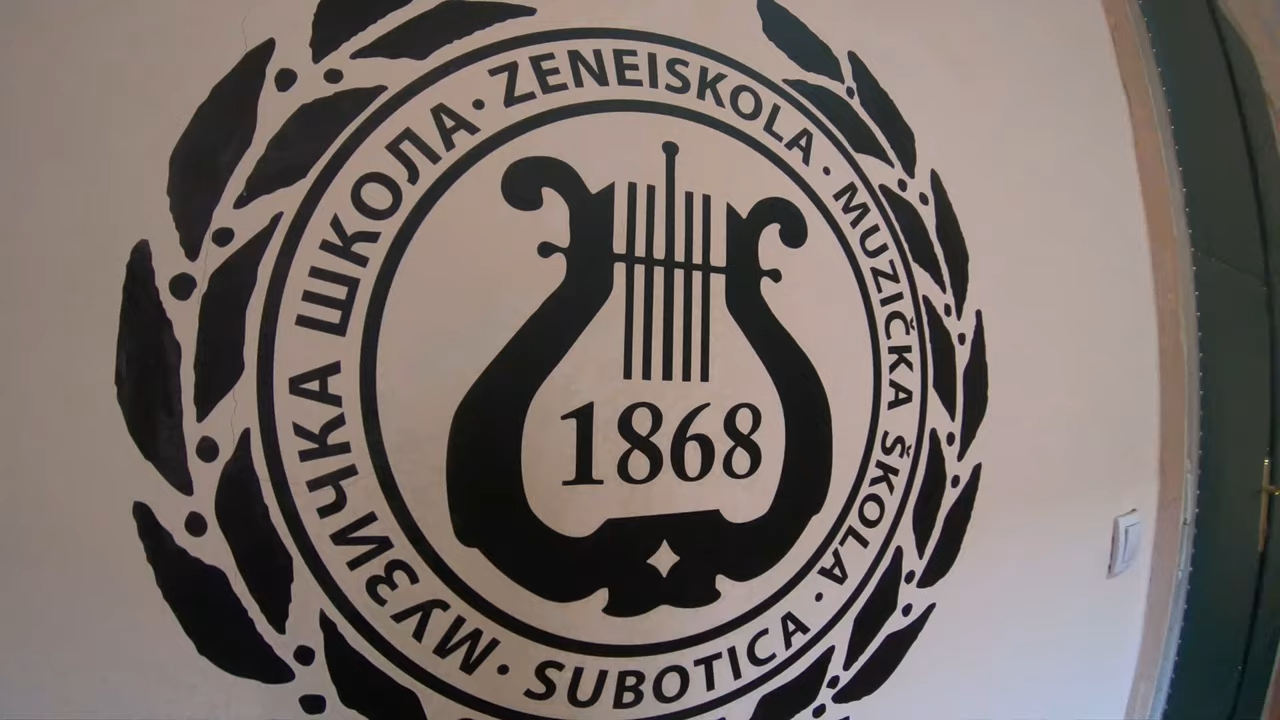 МУЗИЧКА ШКОЛА · ZENEISKOLA · MUZIČKA ŠKOLA · SUBOTICA ·
1868